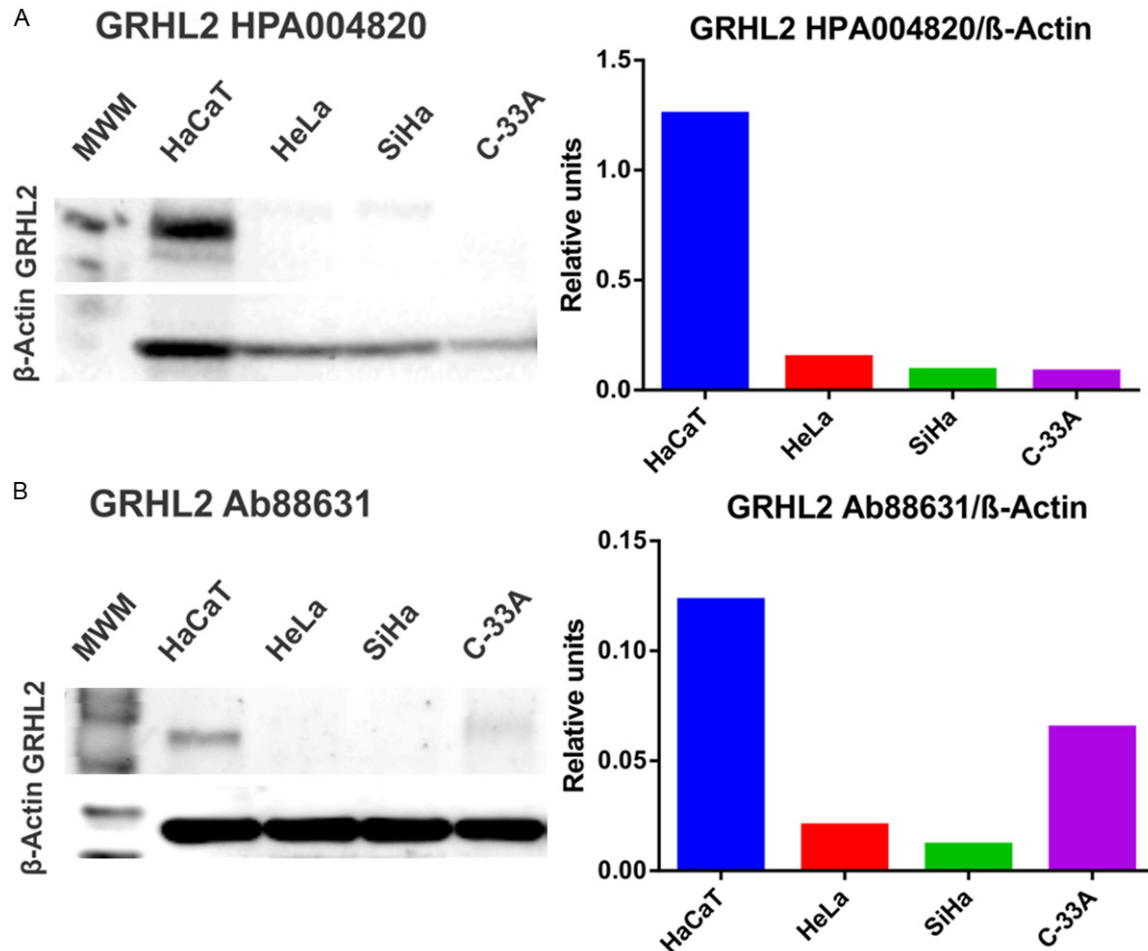 A
GRHL2 HPA004820
MWM
HaCaT
HeLa
SiHa
C-33A
GRHL2
β-Actin
GRHL2 HPA004820/ß-Actin
Relative units
1.5
1.0
0.5
0.0
HaCaT
HeLa
SiHa
C-33A
B
GRHL2 Ab88631
MWM
HaCaT
HeLa
SiHa
C-33A
GRHL2
β-Actin
GRHL2 Ab88631/ß-Actin
Relative units
0.15
0.10
0.05
0.00
HaCaT
HeLa
SiHa
C-33A